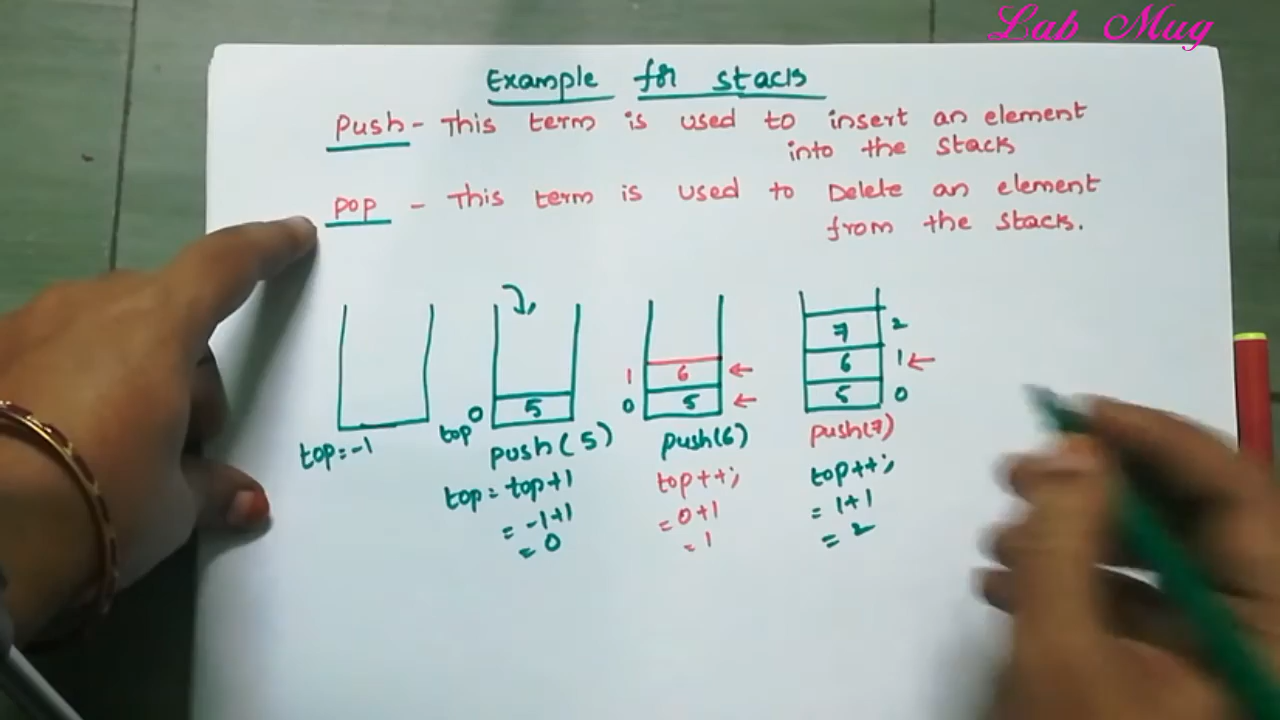 Lab Mug
Example for stack
Push - This term is used to insert an element
into the stack
pop - This term is used to Delete an element
from the stack.
top=-1
0
top
5
push(5)
top = top+1
= -1+1
= 0
1 6 ←
0 5 ←
push(6)
top++;
= 0+1
= 1
7 2
6 1 ←
5 0
push(7)
top++;
= 1+1
= 2